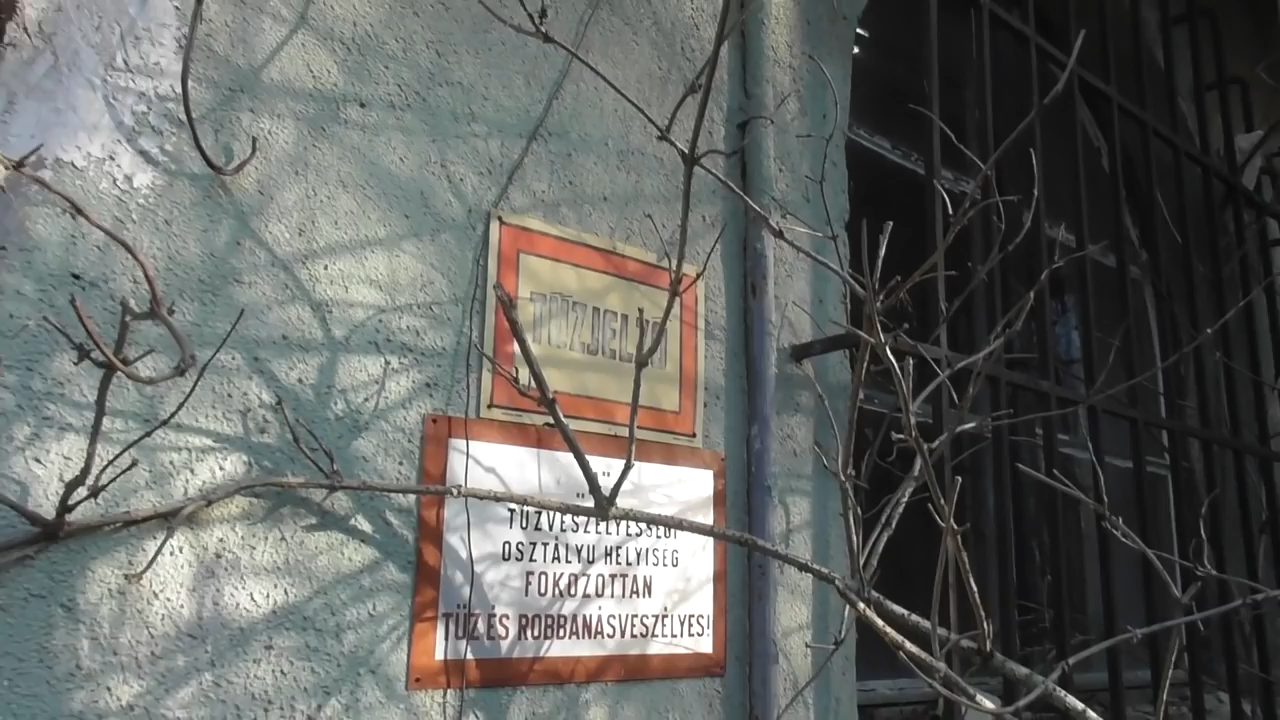 TŰZJELZŐ
TŰZVESZÉLYESSÉGI
OSZTÁLYU HELYISÉG
FOKOZOTTAN
TŰZ ÉS ROBBANÁSVESZÉLYES!